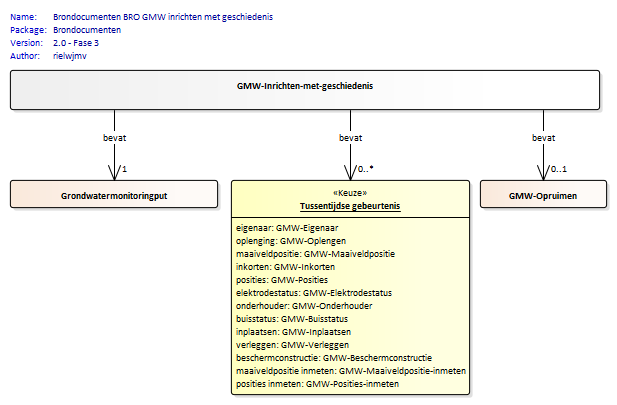 Name: Brondocumenten BRO GMW inrichten met geschiedenis
Package: Brondocumenten
Version: 2.0 - Fase 3
Author: rielwjmv
GMW-Inrichten-met-geschiedenis
bevat bevat bevat
1 0..* 0..1
Grondwatermonitoringput
«Keuze»
Tussentijdse gebeurtenis
GMW-Opruimen
eigenaar: GMW-Eigenaar
oplenging: GMW-Oplengen
maaiveldpositie: GMW-Maaiveldpositie
inkorten: GMW-Inkorten
posities: GMW-Posities
elektrodestatus: GMW-Elektrodestatus
onderhouder: GMW-Onderhouder
buisstatus: GMW-Buisstatus
inplaatsen: GMW-Inplaatsen
verleggen: GMW-Verleggen
beschermconstructie: GMW-Beschermconstructie
maaiveldpositie inmeten: GMW-Maaiveldpositie-inmeten
posities inmeten: GMW-Posities-inmeten